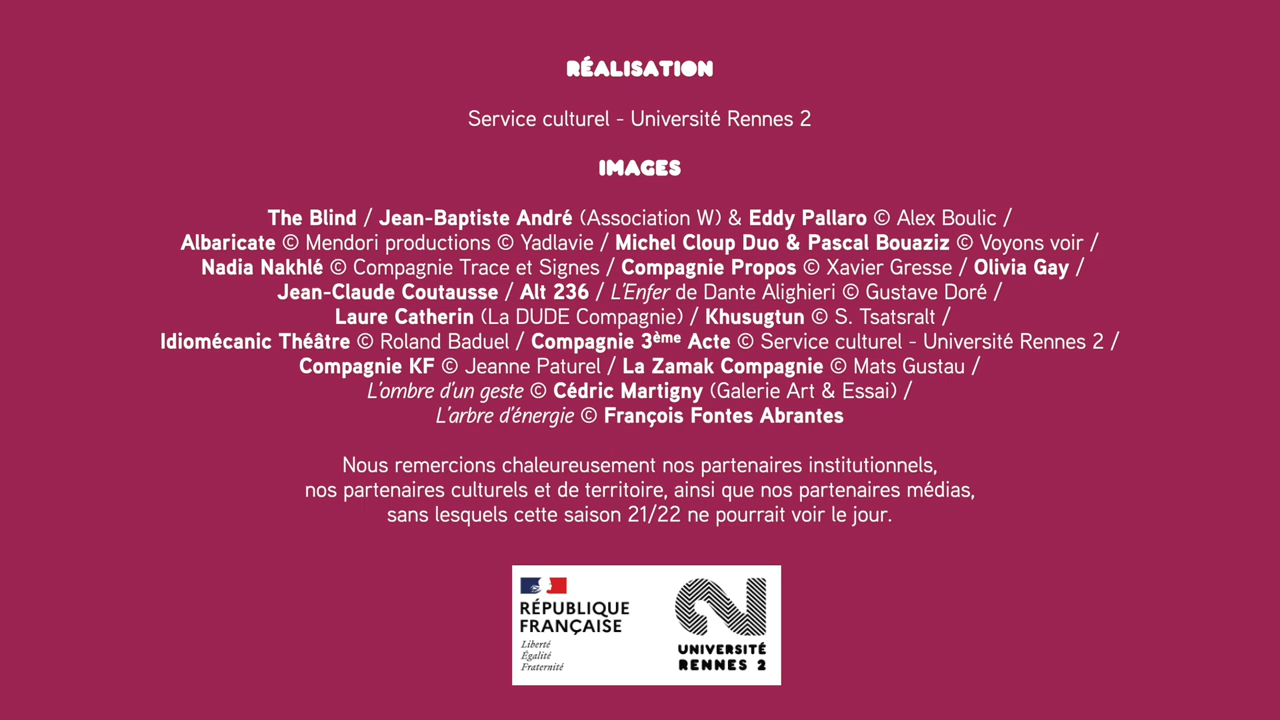 RÉALISATION
Service culturel - Université Rennes 2
IMAGES
The Blind / Jean-Baptiste André (Association W) & Eddy Pallaro © Alex Boulic /
Albaricate © Mendori productions © Yadlavie / Michel Cloup Duo & Pascal Bouaziz © Voyons voir /
Nadia Nakhlé © Compagnie Trace et Signes / Compagnie Propos © Xavier Gresse / Olivia Gay /
Jean-Claude Coutausse / Alt 236 / L'Enfer de Dante Alighieri © Gustave Doré /
Laure Catherin (La DUDE Compagnie) / Khusugtun © S. Tsatsralt /
Idiomécanic Théâtre © Roland Baduel / Compagnie 3ème Acte © Service culturel - Université Rennes 2 /
Compagnie KF © Jeanne Paturel / La Zamak Compagnie © Mats Gustau /
L'ombre d'un geste © Cédric Martigny (Galerie Art & Essai) /
L'arbre d'énergie © François Fontes Abrantes
Nous remercions chaleureusement nos partenaires institutionnels,
nos partenaires culturels et de territoire, ainsi que nos partenaires médias,
sans lesquels cette saison 21/22 ne pourrait voir le jour.
RÉPUBLIQUE
FRANÇAISE
Liberté
Égalité
Fraternité
2
UNIVERSITÉ
RENNES 2